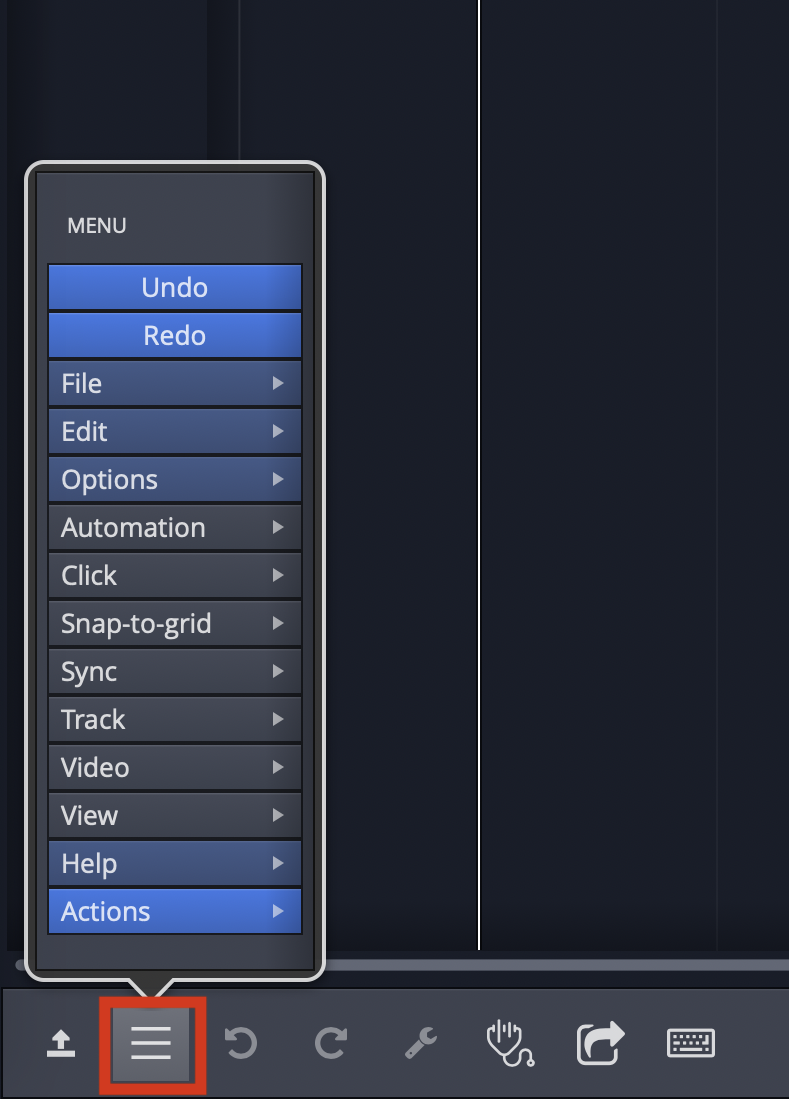 MENU
Undo
Redo
File
Edit
Options
Automation
Click
Snap-to-grid
Sync
Track
Video
View
Help
Actions